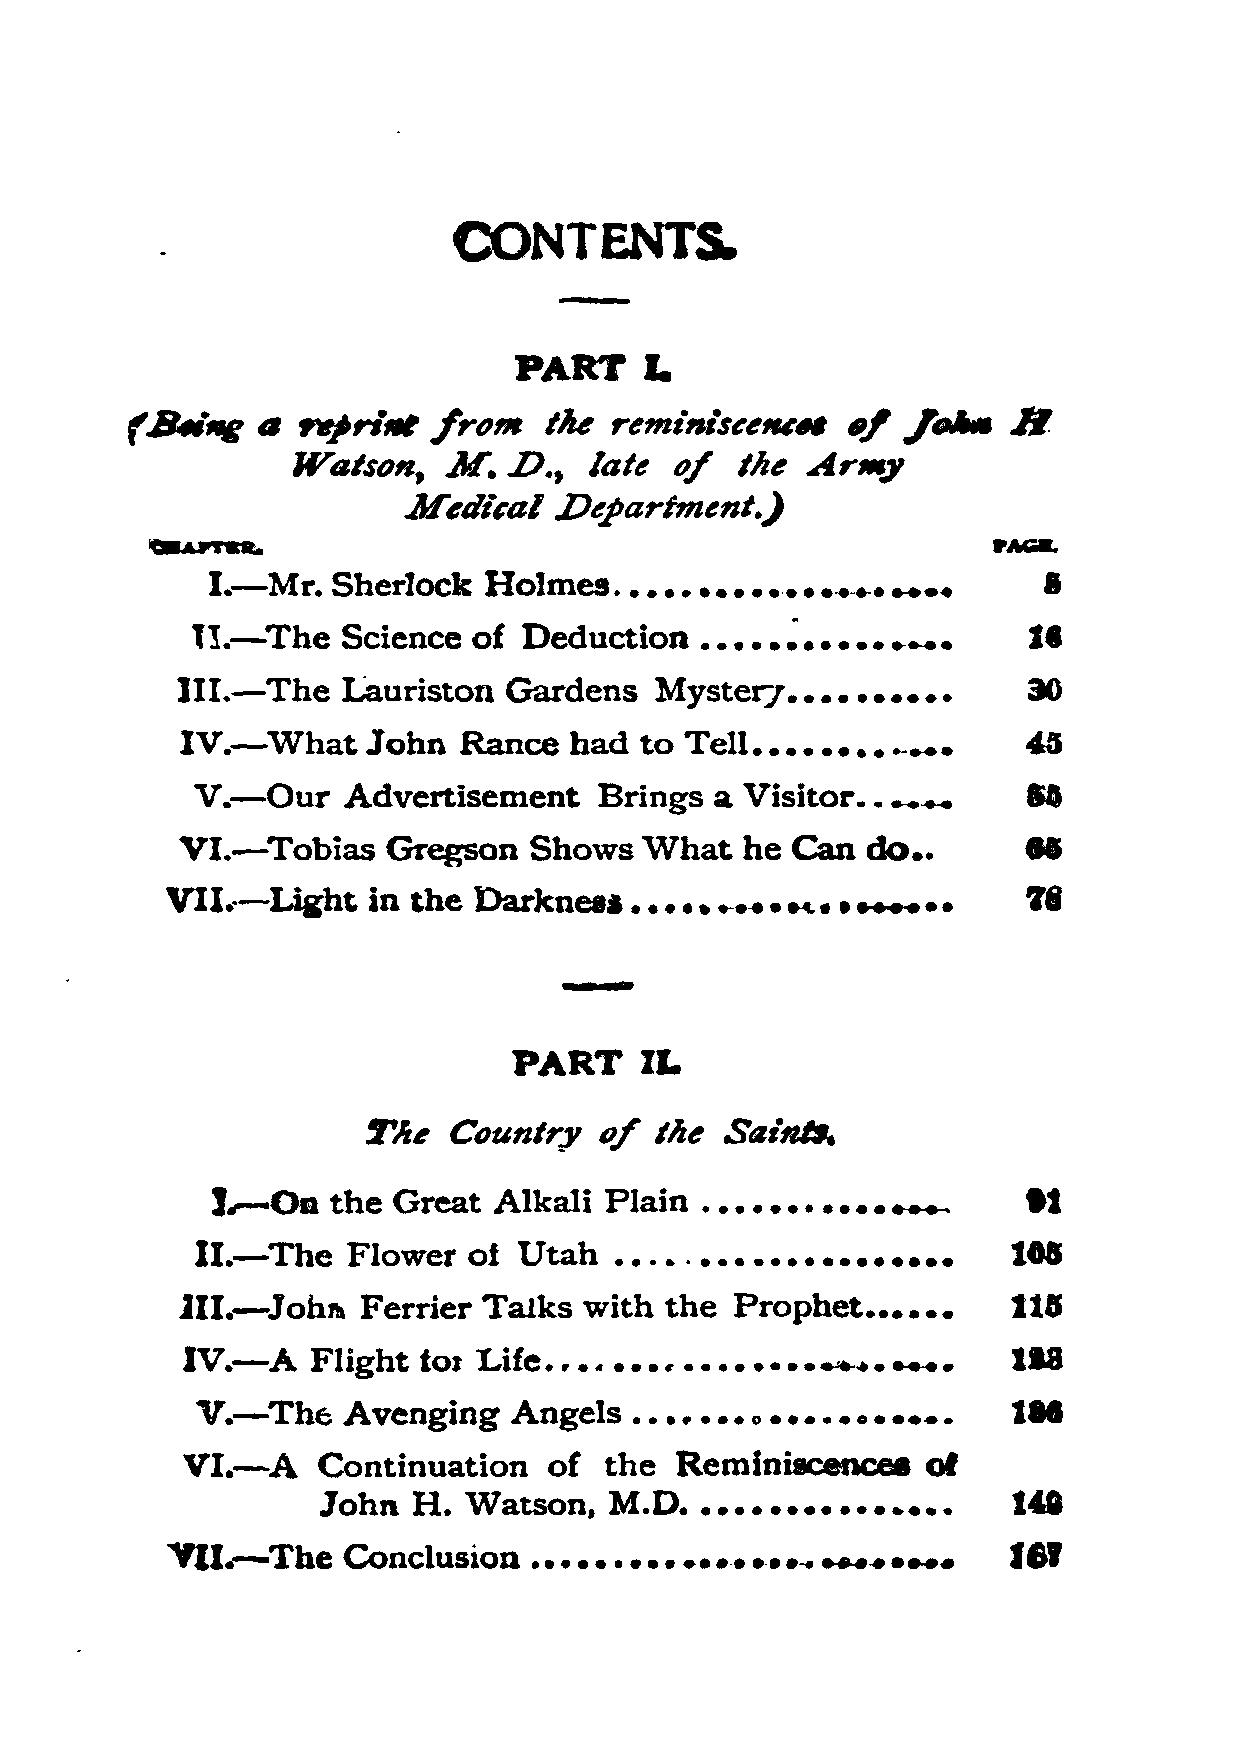 CONTENTS.
PART I.
(Being a reprint from the reminiscences of John H
Watson, M. D., late of the Army
Medical Department.)
CHAPTER. PAGE.
I.—Mr. Sherlock Holmes.................... 5
II.—The Science of Deduction ............... 16
III.—The Lauriston Gardens Mystery.......... 30
IV.—What John Rance had to Tell............ 45
V.—Our Advertisement Brings a Visitor...... 55
VI.—Tobias Gregson Shows What he Can do..
VII.—Light in the Darkness...................
PART II.
The Country of the Saints.
I.—On the Great Alkali Plain ............... 91
II.—The Flower of Utah .................... 105
III.—John Ferrier Talks with the Prophet...... 115
IV.—A Flight for Life........................
V.—The Avenging Angels ...................
VI.—A Continuation of the Reminiscences of
John H. Watson, M.D. ...............
VII.—The Conclusion ......................... 167